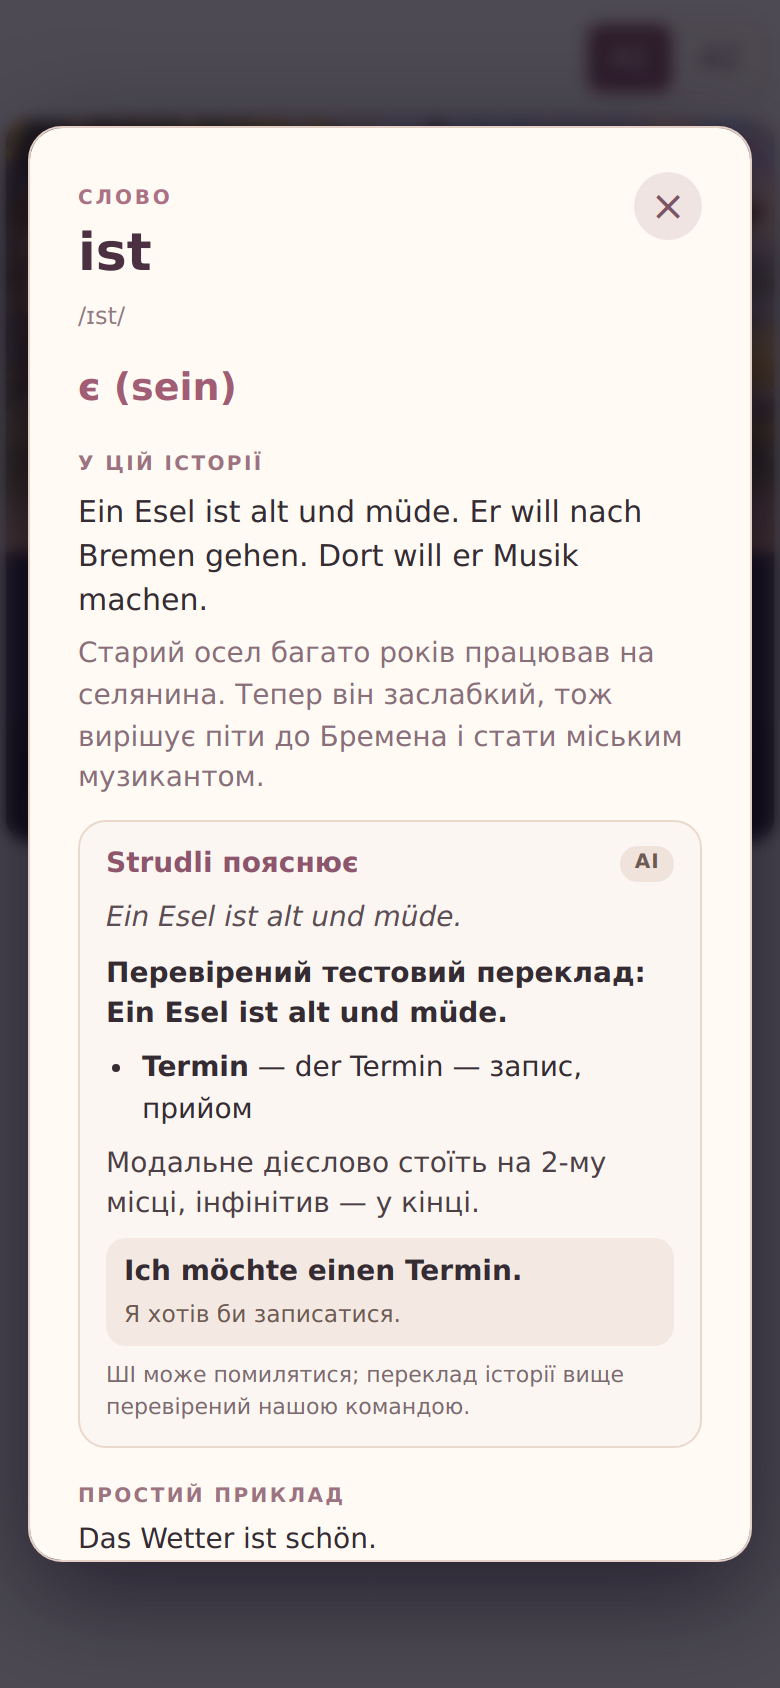 СЛОВО
ist
/ɪst/
є (sein)
У ЦІЙ ІСТОРІЇ
Ein Esel ist alt und müde. Er will nach
Bremen gehen. Dort will er Musik
machen.
Старий осел багато років працював на
селянина. Тепер він заслабкий, тож
вирішує піти до Бремена і стати міським
музикантом.
Strudli пояснює
AI
Ein Esel ist alt und müde.
Перевірений тестовий переклад:
Ein Esel ist alt und müde.
• Termin — der Termin — запис,
прийом
Модальне дієслово стоїть на 2-му
місці, інфінітив — у кінці.
Ich möchte einen Termin.
Я хотів би записатися.
ШІ може помилятися; переклад історії вище
перевірений нашою командою.
ПРОСТИЙ ПРИКЛАД
Das Wetter ist schön.